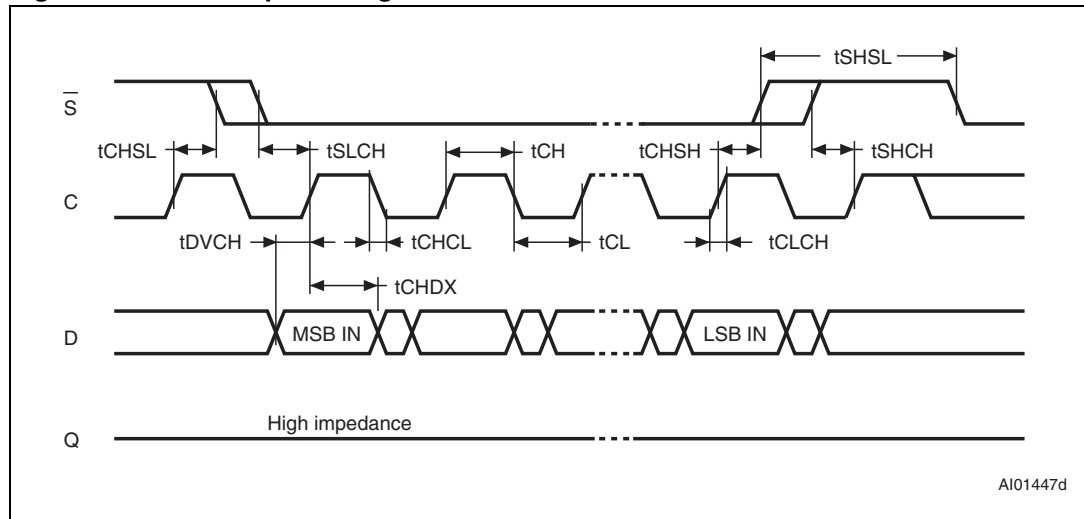 tSHSL
S
tCHSL
tSLCH
tCH
tCHSH
tSHCH
C
tDVCH
tCHCL
tCL
tCLCH
tCHDX
D
MSB IN
LSB IN
High impedance
Q
AI01447d